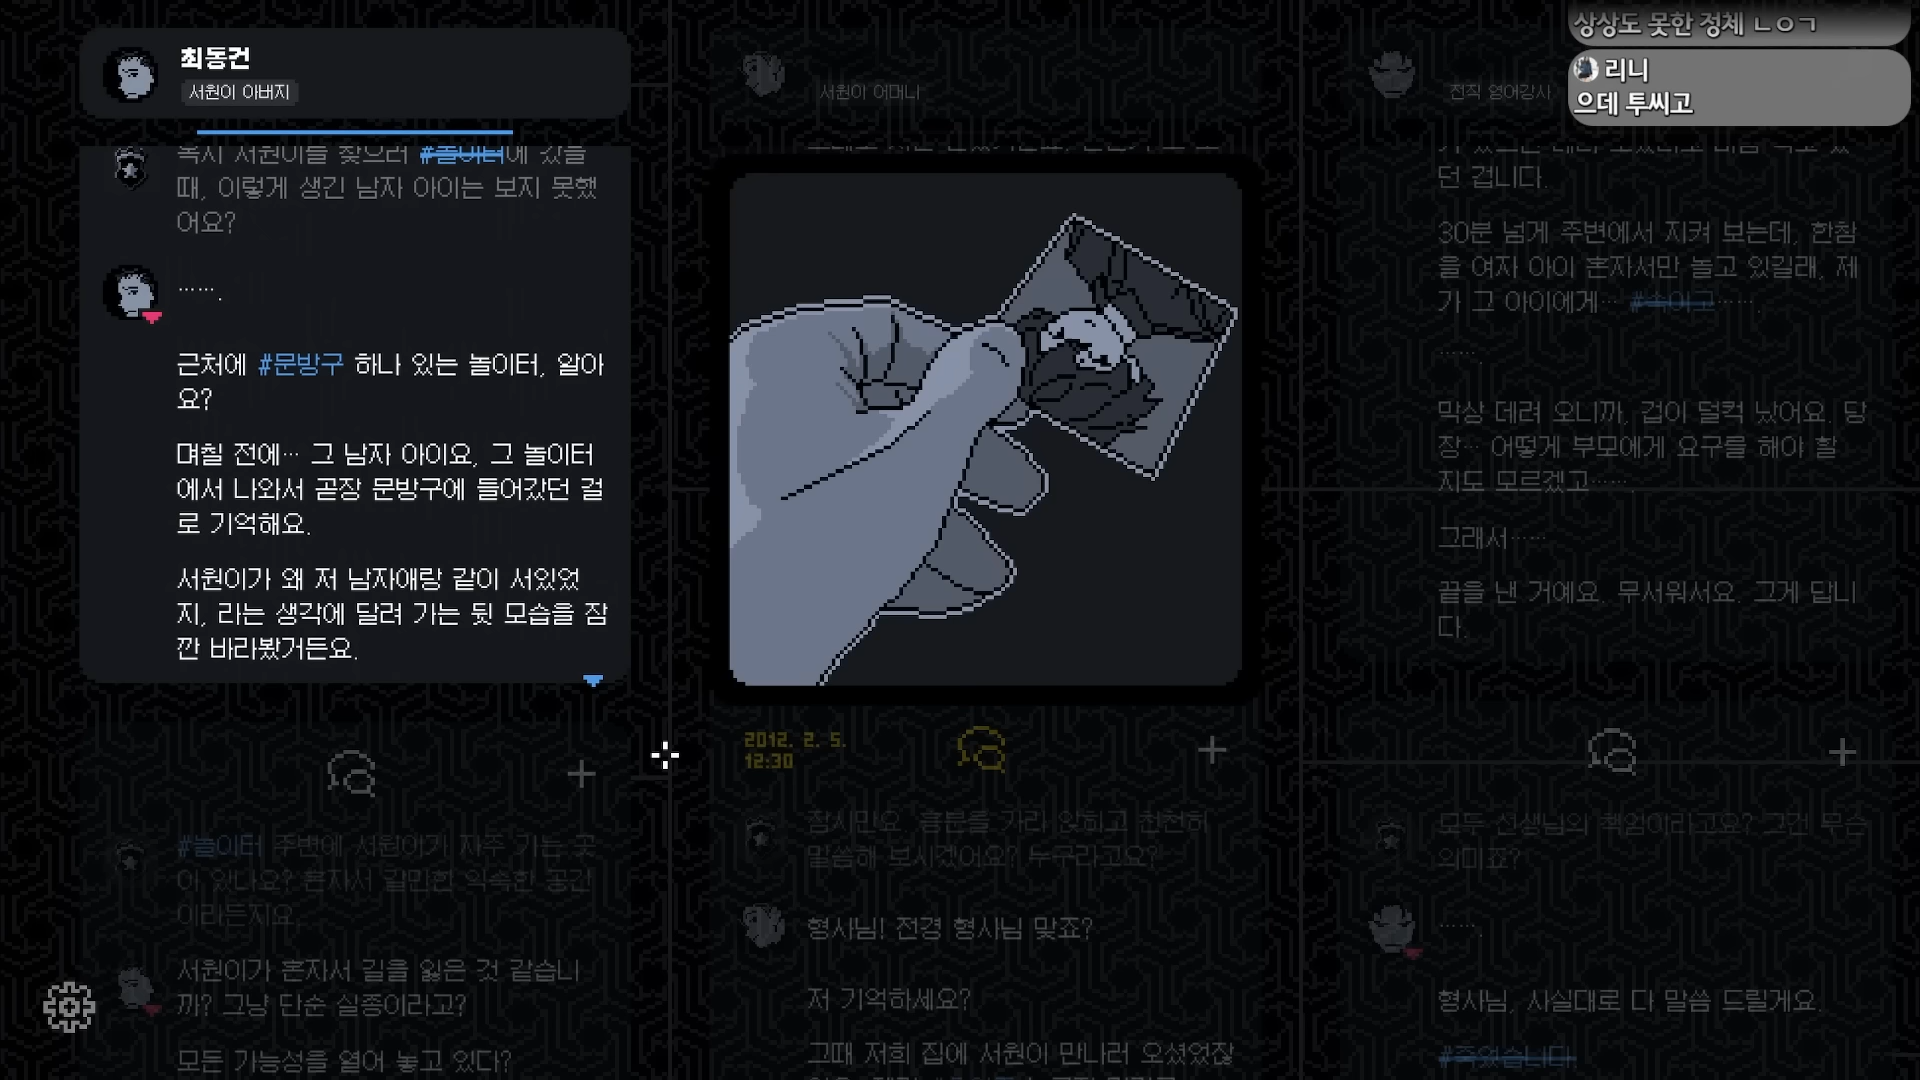 최동건
서원이 아버지
혹시 서원이를 찾으러 #놀이터에 갔을
때, 이렇게 생긴 남자 아이는 보지 못했
어요?
…….
근처에 #문방구 하나 있는 놀이터, 알아
요?
며칠 전에… 그 남자 아이요, 그 놀이터
에서 나와서 곧장 문방구에 들어갔던 걸
로 기억해요.
서원이가 왜 저 남자애랑 같이 서있었
지, 라는 생각에 달려 가는 뒷 모습을 잠
깐 바라봤거든요.
#놀이터 주변에 서원이가 자주 가는 곳
이 있나요? 혼자서 갈만한 익숙한 공간
이라든지요.
서원이가 혼자서 길을 잃은 것 같습니
까? 그냥 단순 실종이라고?
모든 가능성을 열어 놓고 있다?
서원이 어머니
2012. 2. 5.
12:30
잠시만요, 흥분을 가라 앉히고 천천히
말씀해 보시겠어요? 누구라고요?
형사님! 전경 형사님 맞죠?
저 기억하세요?
그때 저희 집에 서원이 만나러 오셨었잖
전직 영어강사
던 겁니다.
30분 넘게 주변에서 지켜 보는데, 한참
을 여자 아이 혼자서만 놀고 있길래, 제
가 그 아이에게… #속이고…….
…….
막상 데려 오니까, 겁이 덜컥 났어요. 당
장… 어떻게 부모에게 요구를 해야 할
지도 모르겠고…….
그래서……
끝을 낸 거에요. 무서워서요. 그게 답니
다.
모두 선생님의 책임이라고요? 그건 무슨
의미죠?
…….
형사님, 사실대로 다 말씀 드릴게요.
#죽었습니다.
상상도 못한 정체 ㄴㅇㄱ
리니
으데 투씨고